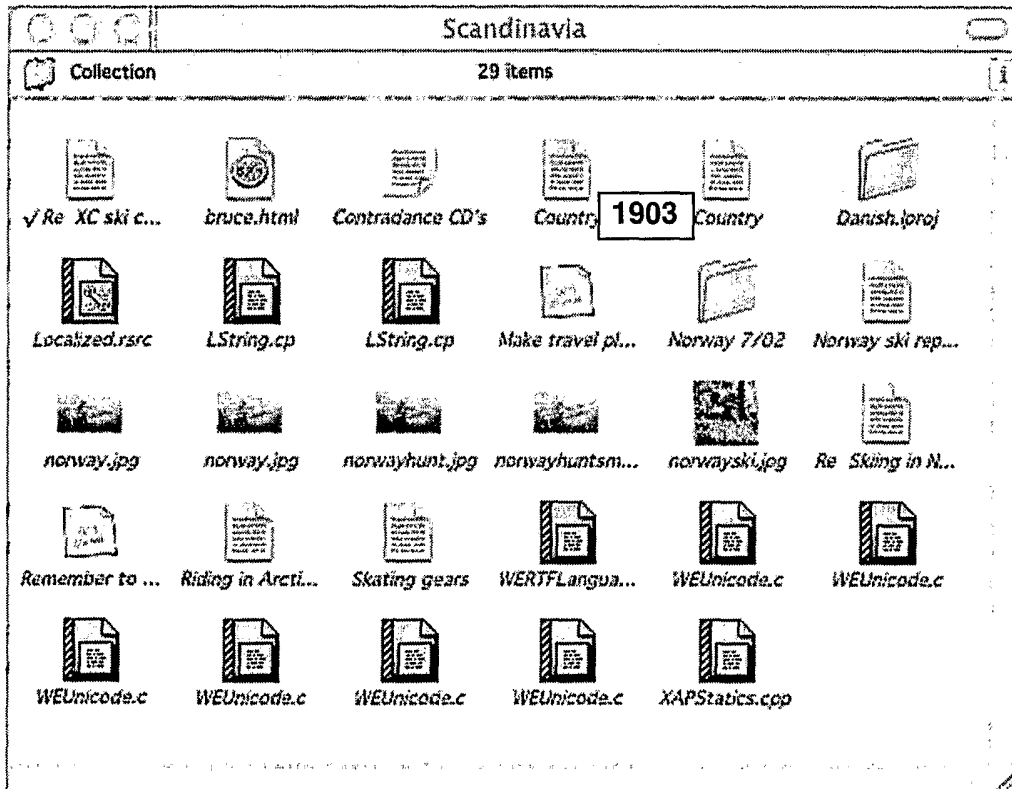 Scandinavia
Collection 29 items i
√ Re XC ski c... bruce.html Contradance CD's Country 1903 Country Danish.lproj
Localized.rsrc LString.cp LString.cp Make travel pl... Norway 7/02 Norway ski rep...
norway.jpg norway.jpg norwayhunt.jpg norwayhuntsm... norwayski.jpg Re Skiing in N...
Remember to ... Riding in Arcti... Skating gears WERTFLangua... WEUnicode.c WEUnicode.c
WEUnicode.c WEUnicode.c WEUnicode.c WEUnicode.c XAPStatics.cpp